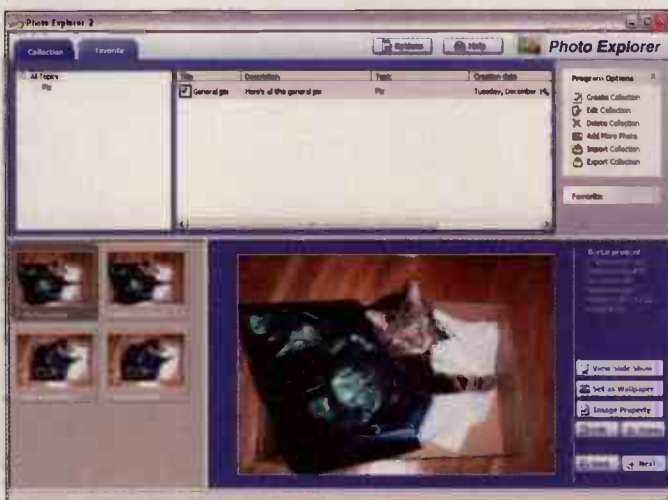 Photo Explorer 2
Collection
Favorite
Options
Help
Photo Explorer
All Topics
Pix
Title
Description
Topic
Creation date
General pix
Here's all the general pix
Pix
Tuesday, December
Program Options
Create Collection
Edit Collection
Delete Collection
Add More Photo
Import Collection
Export Collection
Favorite
View Slide Show
Set as Wallpaper
Image Property
Next